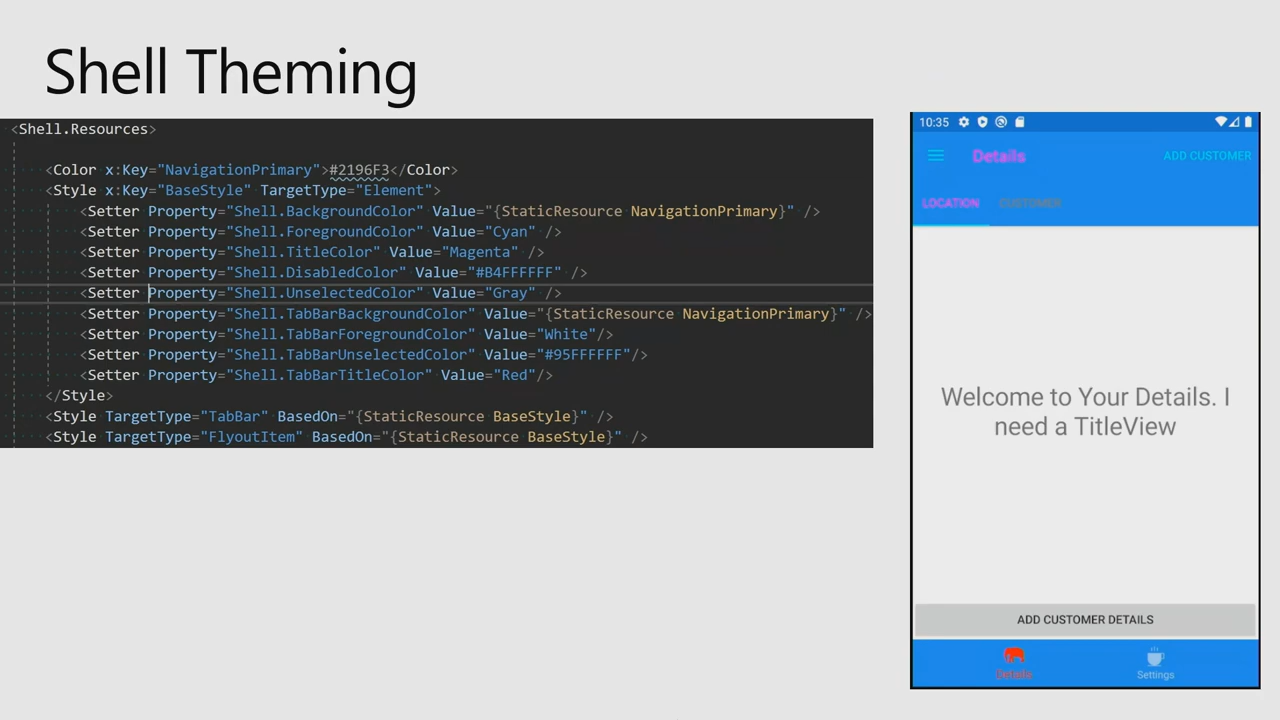 Shell Theming
<Shell.Resources>
<Color x:Key="NavigationPrimary">#2196F3</Color>
<Style x:Key="BaseStyle" TargetType="Element">
<Setter Property="Shell.BackgroundColor" Value="{StaticResource NavigationPrimary}" />
<Setter Property="Shell.ForegroundColor" Value="Cyan" />
<Setter Property="Shell.TitleColor" Value="Magenta" />
<Setter Property="Shell.DisabledColor" Value="#B4FFFFFF" />
<Setter Property="Shell.UnselectedColor" Value="Gray" />
<Setter Property="Shell.TabBarBackgroundColor" Value="{StaticResource NavigationPrimary}" />
<Setter Property="Shell.TabBarForegroundColor" Value="White"/>
<Setter Property="Shell.TabBarUnselectedColor" Value="#95FFFFFF"/>
<Setter Property="Shell.TabBarTitleColor" Value="Red"/>
</Style>
<Style TargetType="TabBar" BasedOn="{StaticResource BaseStyle}" />
<Style TargetType="FlyoutItem" BasedOn="{StaticResource BaseStyle}" />
10:35
Details ADD CUSTOMER
LOCATION CUSTOMER
Welcome to Your Details. I
need a TitleView
ADD CUSTOMER DETAILS
Details Settings